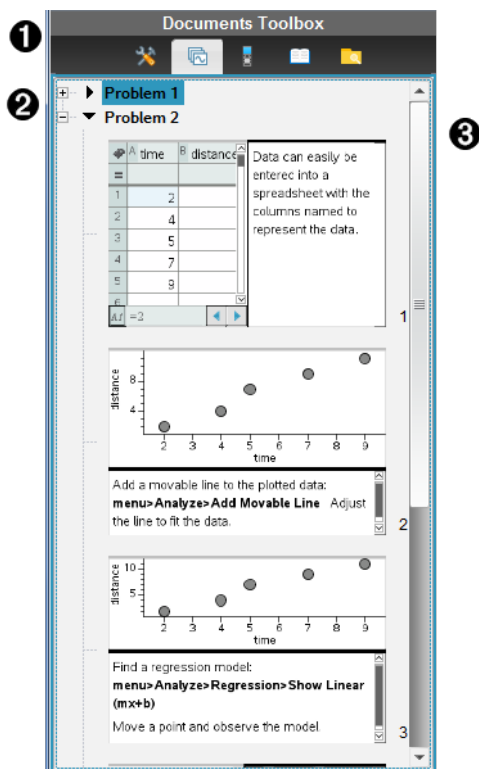 Documents Toolbox
❶
❷
❸
Problem 1
Problem 2
A time B distance
=
1 2
2 4
3 5
4 7
5 9
6
A1 =2
Data can easily be
entered into a
spreadsheet with the
columns named to
represent the data.
1
distance
8
4
2 3 4 5 6 7 8 9
time
Add a movable line to the plotted data:
menu>Analyze>Add Movable Line Adjust
the line to fit the data.
2
distance
10
5
2 3 4 5 6 7 8 9
time
Find a regression model:
menu>Analyze>Regression>Show Linear
(mx+b)
Move a point and observe the model
3